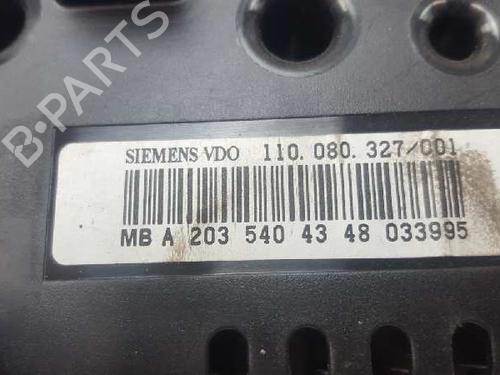 B-PARTS
SIEMENS VDO 110.080.327/001
MB A 203 540 43 48 033995